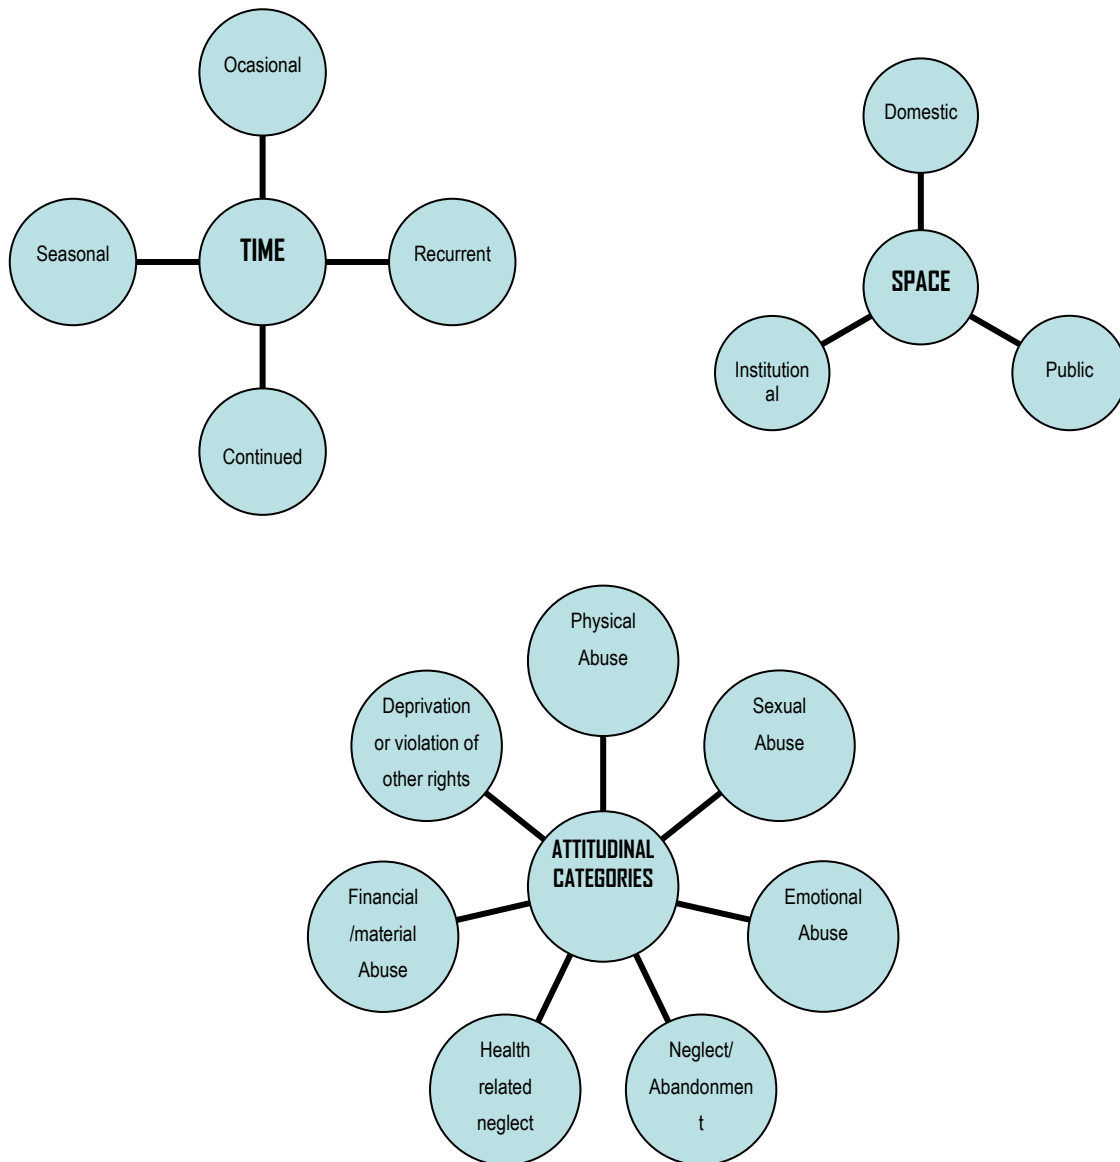 Ocasional
Seasonal
TIME
Recurrent
Continued
Domestic
SPACE
Institution
al
Public
Physical
Abuse
Deprivation
or violation of
other rights
Sexual
Abuse
ATTITUDINAL
CATEGORIES
Financial
/material
Abuse
Emotional
Abuse
Health
related
neglect
Neglect/
Abandonmen
t